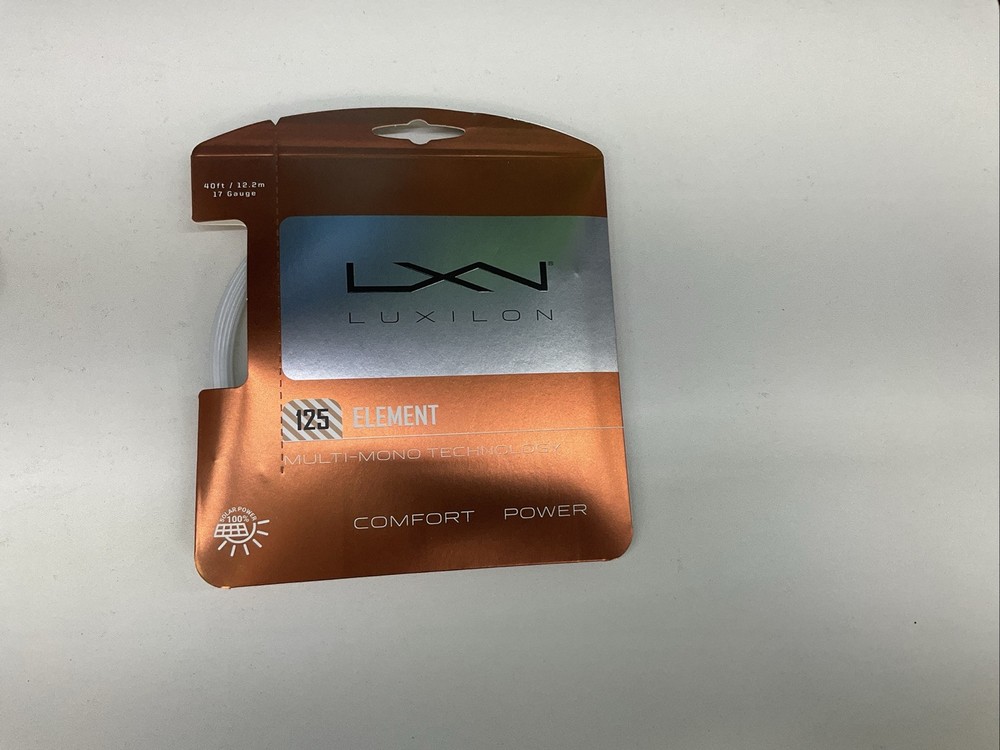 40ft / 12.2m
17 Gauge
LXN®
LUXILON
125 ELEMENT
MULTI-MONO TECHNOLOGY
COMFORT POWER
SOLAR POWER
100%